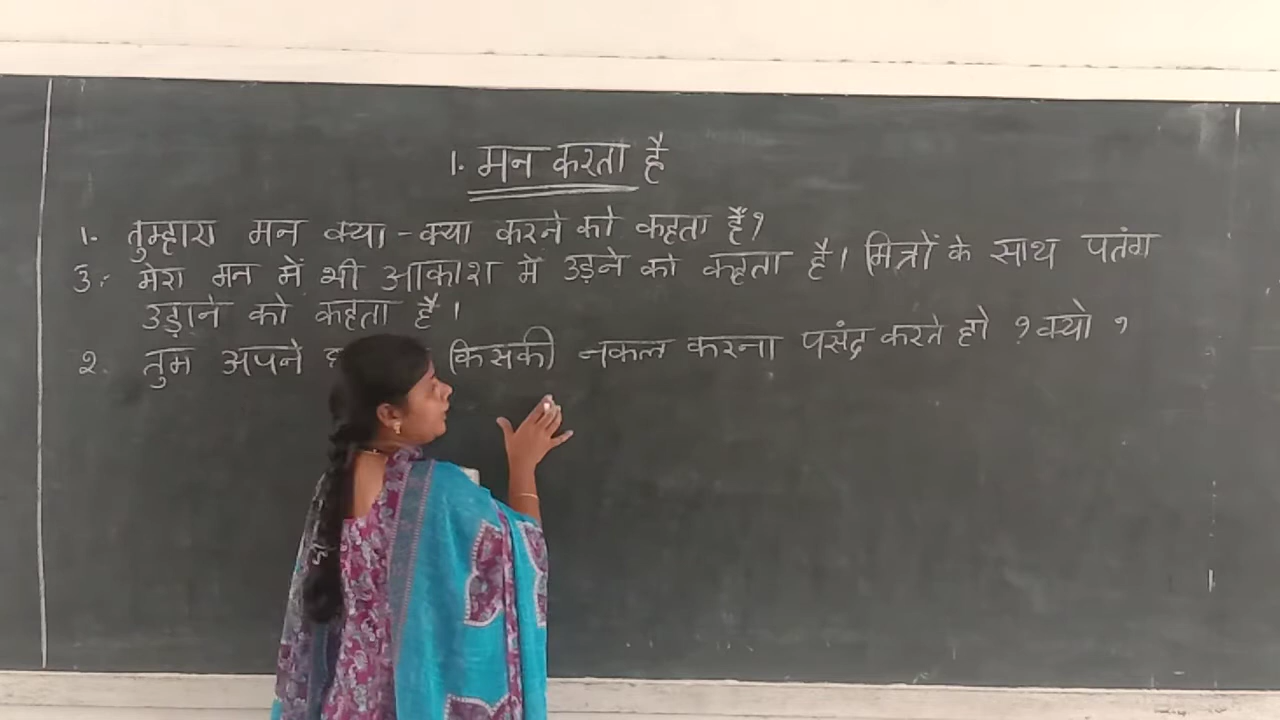 1. मन करता है
1. तुम्हारा मन क्या - क्या करने को कहता हैं?
उ:- मेरा मन में भी आकाश में उड़ने को कहता है। मित्रों के साथ पतंग
उड़ाने को कहता हैं।
2. तुम अपने किसकी नकल करना पसंद करते हो ? क्यो ?